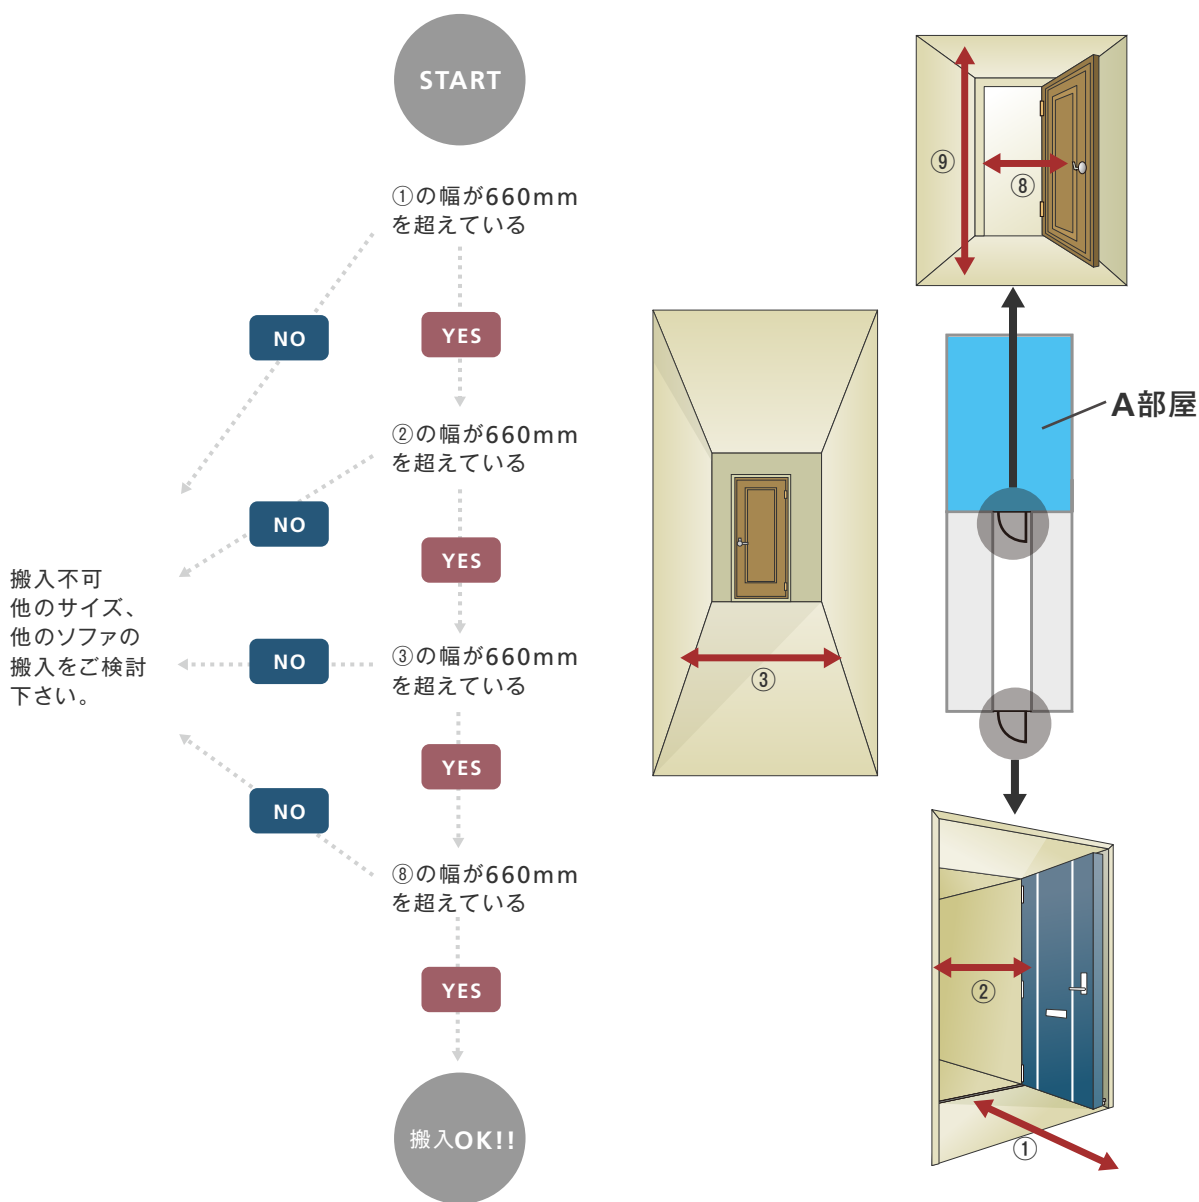 START
①の幅が660mm
を超えている
NO
YES
②の幅が660mm
を超えている
NO
YES
搬入不可
他のサイズ、
他のソファの
搬入をご検討
下さい。
③の幅が660mm
を超えている
NO
YES
NO
⑧の幅が660mm
を超えている
YES
搬入OK!!
⑨
⑧
A部屋
③
②
①